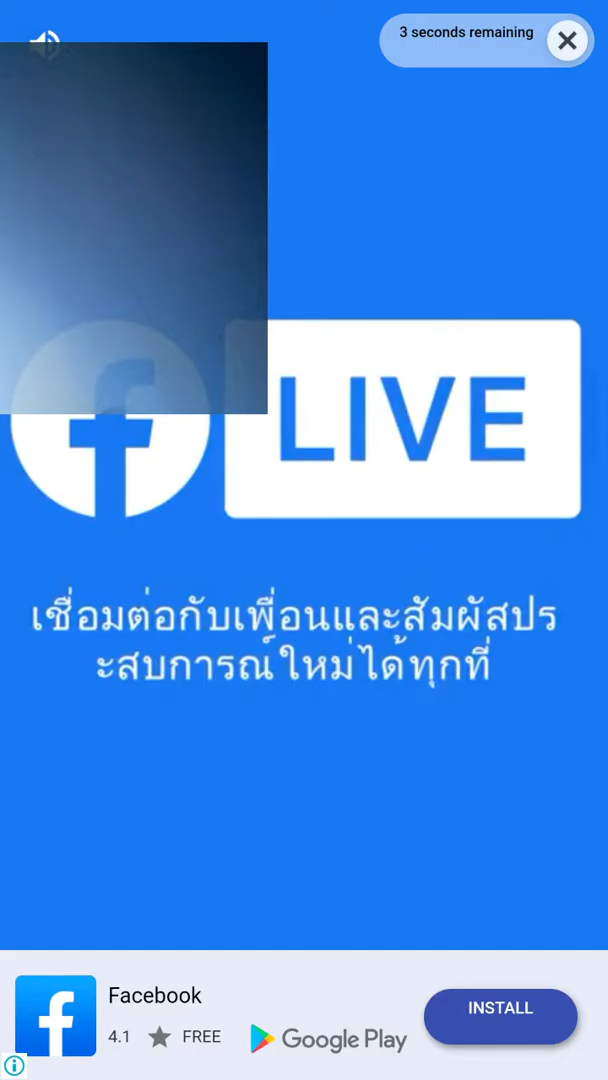 3 seconds remaining
f LIVE
เชื่อมต่อกับเพื่อนและสัมผัสปร
ะสบการณ์ใหม่ได้ทุกที่
Facebook
4.1 ★ FREE
Google Play
INSTALL